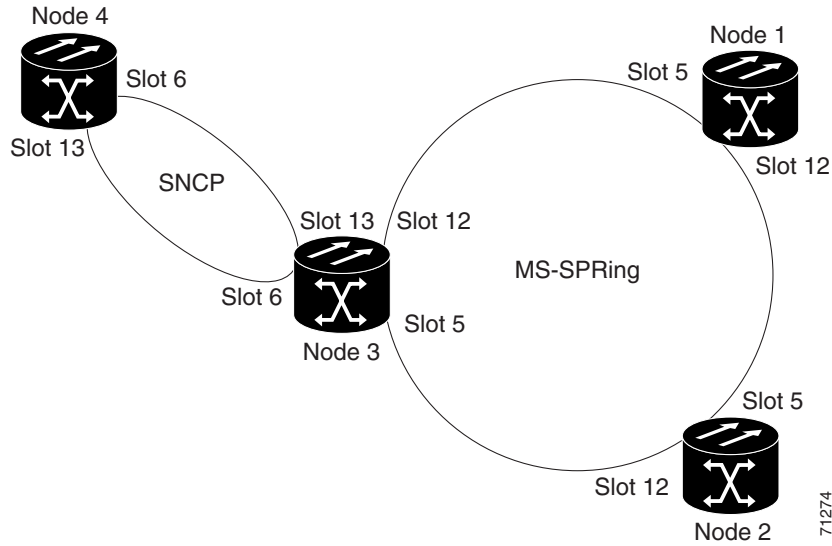 Node 4
Node 1
Slot 5
Slot 6
Slot 13
Slot 12
SNCP
Slot 13
Slot 12
MS-SPRing
Slot 6
Slot 5
Node 3
Slot 5
Slot 12
Node 2
71274